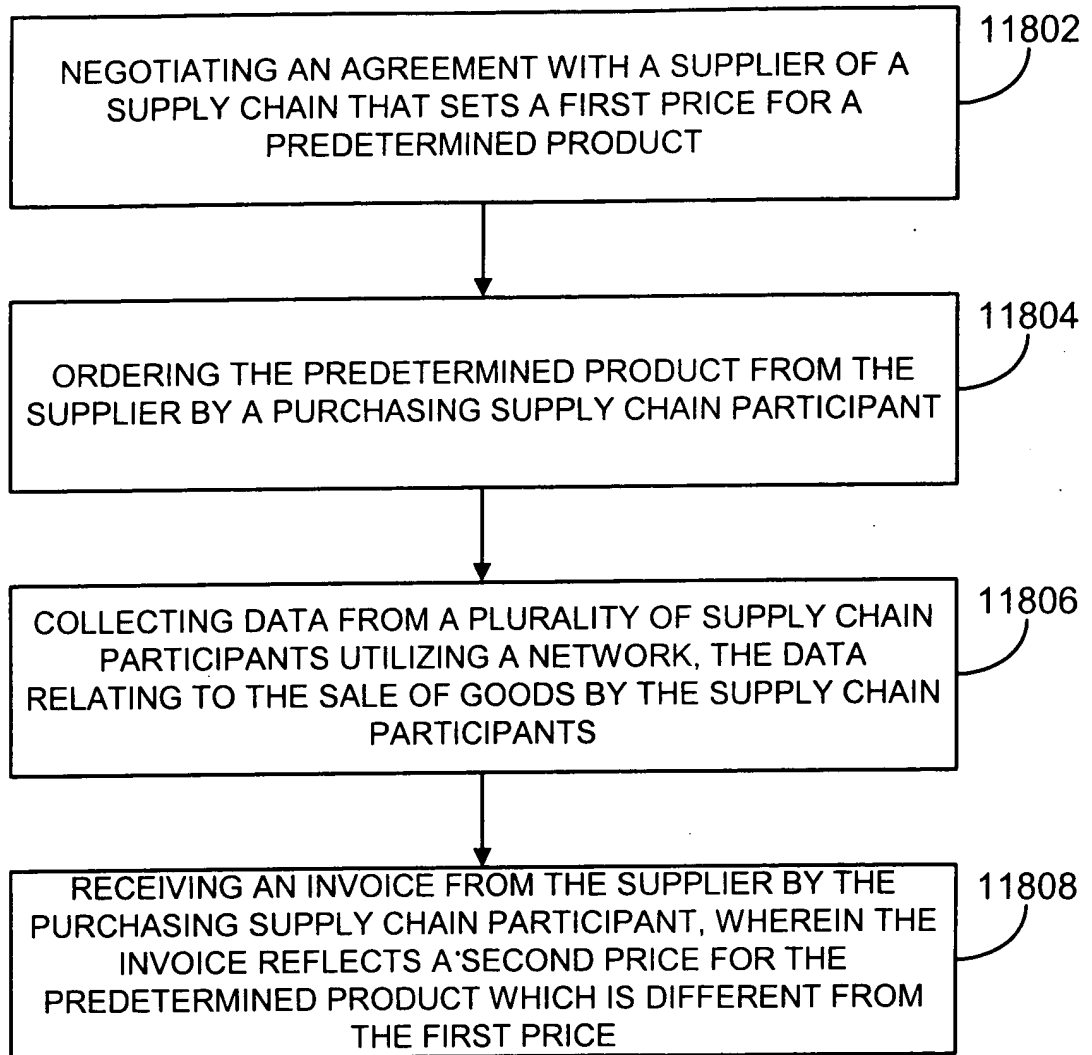 11802
NEGOTIATING AN AGREEMENT WITH A SUPPLIER OF A
SUPPLY CHAIN THAT SETS A FIRST PRICE FOR A
PREDETERMINED PRODUCT
11804
ORDERING THE PREDETERMINED PRODUCT FROM THE
SUPPLIER BY A PURCHASING SUPPLY CHAIN PARTICIPANT
11806
COLLECTING DATA FROM A PLURALITY OF SUPPLY CHAIN
PARTICIPANTS UTILIZING A NETWORK, THE DATA
RELATING TO THE SALE OF GOODS BY THE SUPPLY CHAIN
PARTICIPANTS
11808
RECEIVING AN INVOICE FROM THE SUPPLIER BY THE
PURCHASING SUPPLY CHAIN PARTICIPANT, WHEREIN THE
INVOICE REFLECTS A SECOND PRICE FOR THE
PREDETERMINED PRODUCT WHICH IS DIFFERENT FROM
THE FIRST PRICE